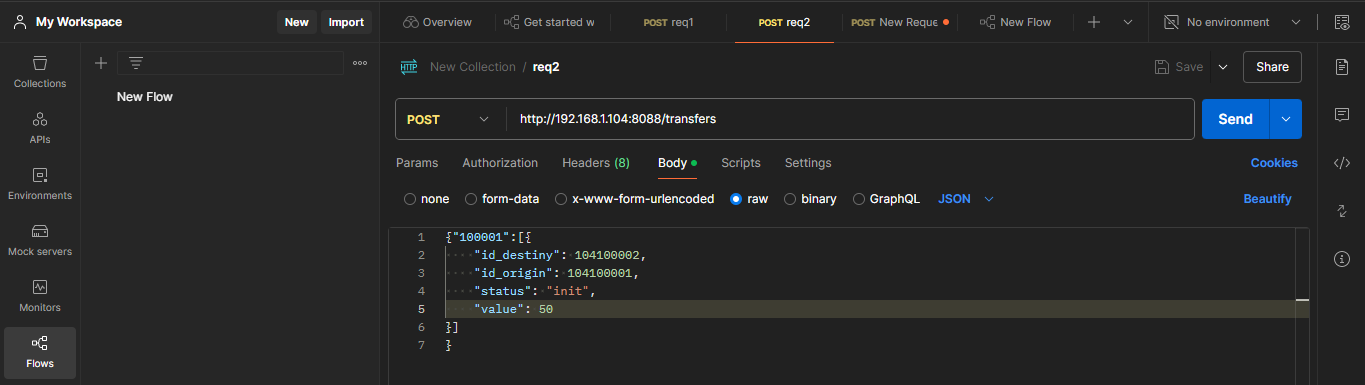 My Workspace
New
Import
Overview
Get started w
POST req1
POST req2
POST New Reque
New Flow
No environment
Collections
APIs
Environments
Mock servers
Monitors
Flows
New Flow
HTTP
New Collection / req2
Save
Share
POST
http://192.168.1.104:8088/transfers
Send
Params
Authorization
Headers (8)
Body
Scripts
Settings
Cookies
none
form-data
x-www-form-urlencoded
raw
binary
GraphQL
JSON
Beautify
1 {"100001":[{
2 "id_destiny": 104100002,
3 "id_origin": 104100001,
4 "status": "init",
5 "value": 50
6 }]
7 }